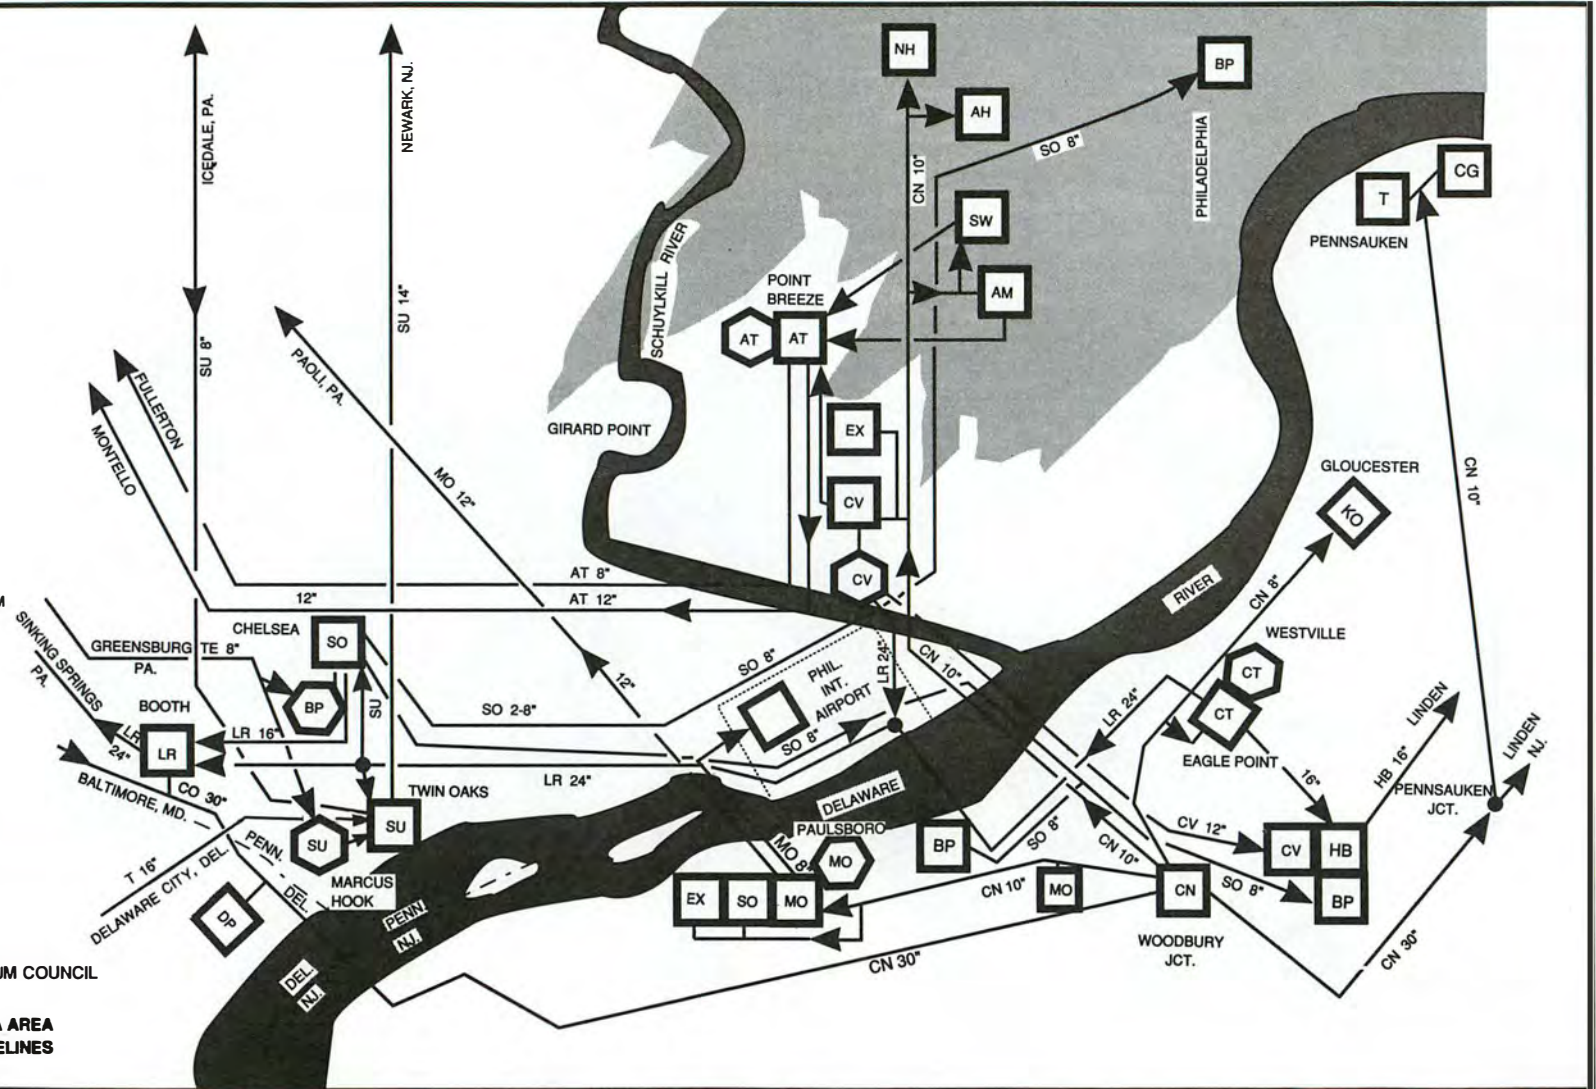 NH
BP
AH
ICEDALE, PA.
NEWARK, NJ.
CN 10"
SO 8"
PHILADELPHIA
CG
T
PENNSAUKEN
SW
SCHUYLKILL RIVER
POINT
BREEZE
AM
AT
AT
SU 14"
SU 8"
PAOLI, PA.
FULLERTON
MONTELLO
GIRARD POINT
EX
CV
CV
MO 12"
GLOUCESTER
KO
CN 10"
AT 8"
12"
AT 12"
RIVER
CN 8"
M
SINKING SPRINGS
PA.
GREENSBURG TE 8"
PA.
CHELSEA
SO
SO 8"
12"
PHIL.
INT.
AIRPORT
LR 24"
CN 10"
WESTVILLE
CT
CT
BP
SU
SO 2-8"
SO 8"
BOOTH
LR
24"
LR
LR 16"
LR 24"
LR 24"
EAGLE POINT
16"
LINDEN
HB 16"
LINDEN
NJ.
PENNSAUKEN
JCT.
BALTIMORE, MD.
CO 30"
TWIN OAKS
SU
SU
DELAWARE
PAULSBORO
MO
MO 8"
BP
SO 8"
CN 10"
CV 12"
CV
HB
BP
SO 8"
T 16"
DELAWARE CITY, DEL.
PENN.
DEL.
MARCUS
HOOK
DP
PENN.
NJ.
EX
SO
MO
CN 10"
MO
CN
WOODBURY
JCT.
CN 30"
CN 30"
DEL.
NJ.
UM COUNCIL
A AREA
ELINES